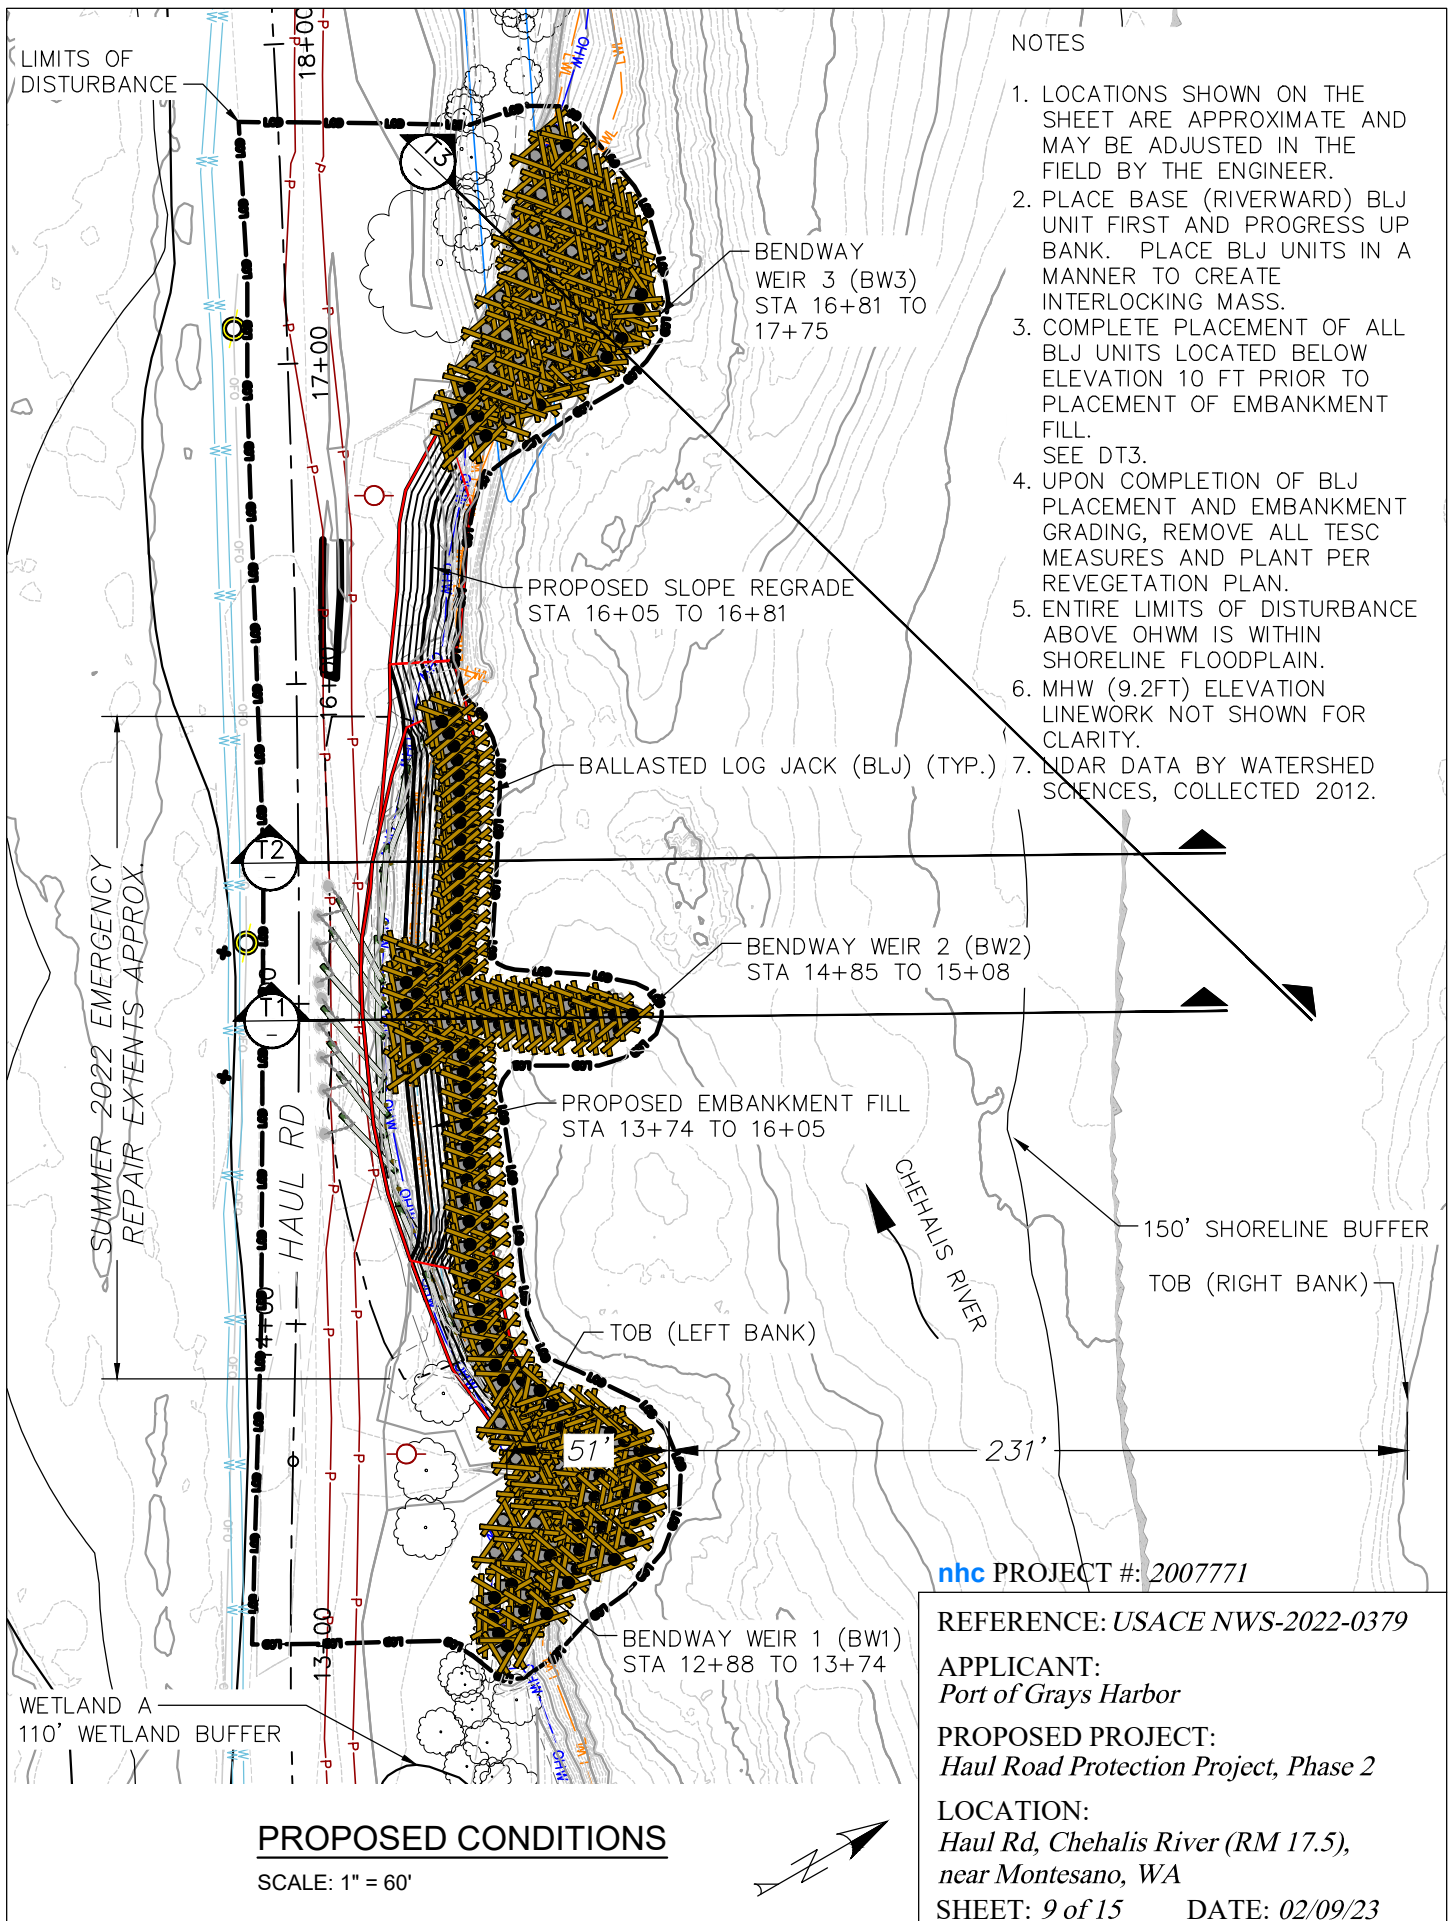 LIMITS OF
DISTURBANCE
18+00
17+00
16+00
14+00
13+00
HAUL RD
SUMMER 2022 EMERGENCY
REPAIR EXTENTS APPROX.
T3
-
T2
-
T1
-
BENDWAY
WEIR 3 (BW3)
STA 16+81 TO
17+75
PROPOSED SLOPE REGRADE
STA 16+05 TO 16+81
BALLASTED LOG JACK (BLJ) (TYP.)
BENDWAY WEIR 2 (BW2)
STA 14+85 TO 15+08
PROPOSED EMBANKMENT FILL
STA 13+74 TO 16+05
CHEHALIS RIVER
150' SHORELINE BUFFER
TOB (RIGHT BANK)
TOB (LEFT BANK)
51'
231'
BENDWAY WEIR 1 (BW1)
STA 12+88 TO 13+74
WETLAND A
110' WETLAND BUFFER
OHW
LWL
NOTES
1. LOCATIONS SHOWN ON THE
SHEET ARE APPROXIMATE AND
MAY BE ADJUSTED IN THE
FIELD BY THE ENGINEER.
2. PLACE BASE (RIVERWARD) BLJ
UNIT FIRST AND PROGRESS UP
BANK. PLACE BLJ UNITS IN A
MANNER TO CREATE
INTERLOCKING MASS.
3. COMPLETE PLACEMENT OF ALL
BLJ UNITS LOCATED BELOW
ELEVATION 10 FT PRIOR TO
PLACEMENT OF EMBANKMENT
FILL.
SEE DT3.
4. UPON COMPLETION OF BLJ
PLACEMENT AND EMBANKMENT
GRADING, REMOVE ALL TESC
MEASURES AND PLANT PER
REVEGETATION PLAN.
5. ENTIRE LIMITS OF DISTURBANCE
ABOVE OHWM IS WITHIN
SHORELINE FLOODPLAIN.
6. MHW (9.2FT) ELEVATION
LINEWORK NOT SHOWN FOR
CLARITY.
7. LIDAR DATA BY WATERSHED
SCIENCES, COLLECTED 2012.
PROPOSED CONDITIONS
SCALE: 1" = 60'
N
nhc PROJECT #: 2007771
REFERENCE: USACE NWS-2022-0379
APPLICANT:
Port of Grays Harbor
PROPOSED PROJECT:
Haul Road Protection Project, Phase 2
LOCATION:
Haul Rd, Chehalis River (RM 17.5),
near Montesano, WA
SHEET: 9 of 15 DATE: 02/09/23